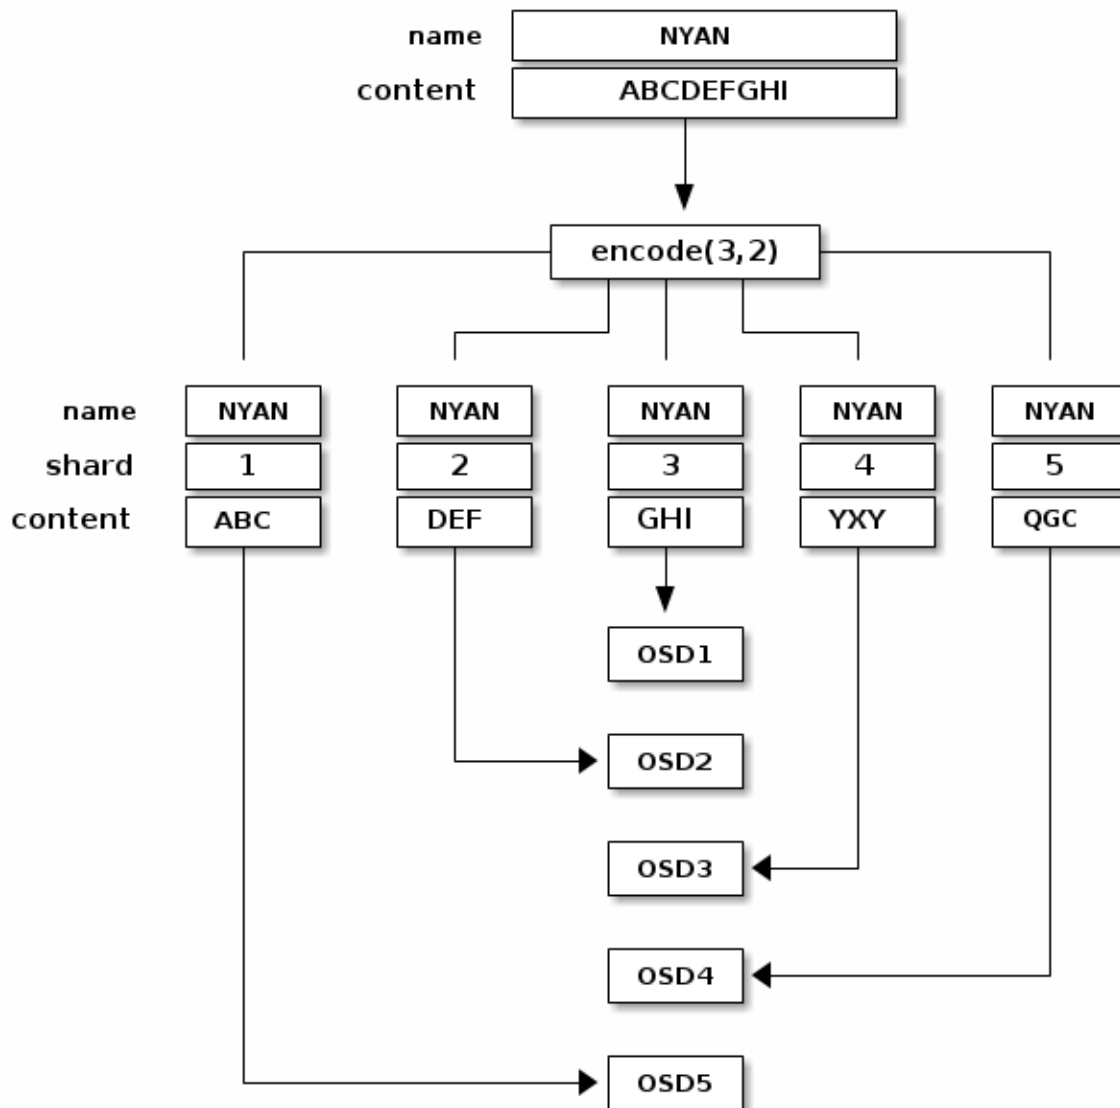 name NYAN
content ABCDEFGHI
encode(3,2)
name NYAN NYAN NYAN NYAN NYAN
shard 1 2 3 4 5
content ABC DEF GHI YXY QGC
OSD1
OSD2
OSD3
OSD4
OSD5